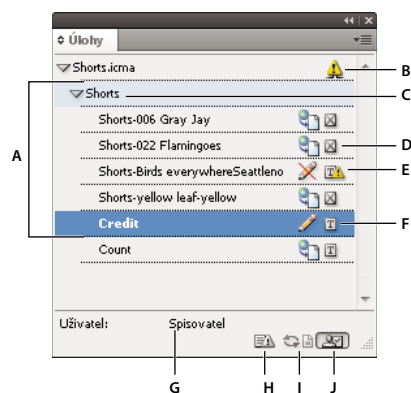 Úlohy
Shorts.icma
B
Shorts
C
A
Shorts-006 Gray Jay
Shorts-022 Flamingoes
D
Shorts-Birds everywhereSeattleno
E
Shorts-yellow leaf-yellow
Credit
F
Count
Uživatel: Spisovatel
G H I J